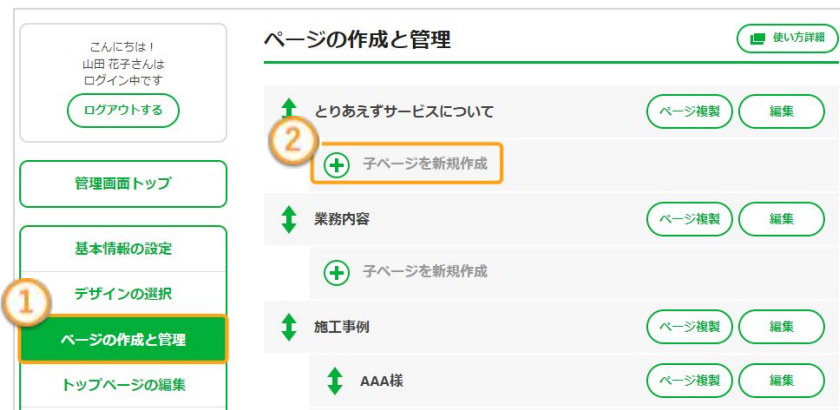 こんにちは！
山田 花子さんは
ログイン中です
ログアウトする
管理画面トップ
基本情報の設定
デザインの選択
1
ページの作成と管理
トップページの編集
ページの作成と管理
使い方詳細
とりあえずサービスについて
ページ複製
編集
2
子ページを新規作成
業務内容
ページ複製
編集
子ページを新規作成
施工事例
ページ複製
編集
AAA様
ページ複製
編集